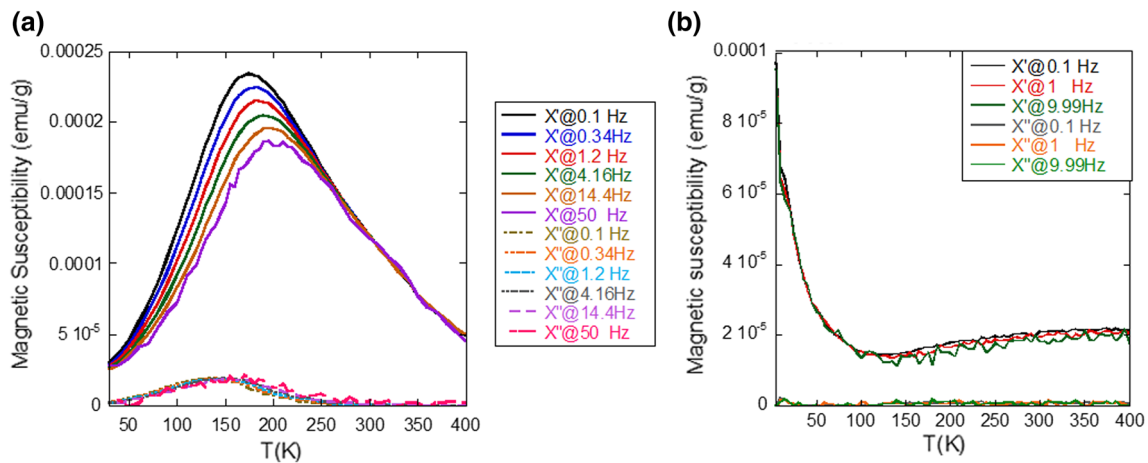 (a)
Magnetic Susceptibility (emu/g)
0.00025
0.0002
0.00015
0.0001
5 10-5
0
50 100 150 200 250 300 350 400
T(K)
X'@0.1 Hz
X'@0.34Hz
X'@1.2 Hz
X'@4.16Hz
X'@14.4Hz
X'@50 Hz
X"@0.1 Hz
X"@0.34Hz
X"@1.2 Hz
X"@4.16Hz
X"@14.4Hz
X"@50 Hz
(b)
Magnetic susceptibility (emu/g)
0.0001
8 10-5
6 10-5
4 10-5
2 10-5
0
50 100 150 200 250 300 350 400
T(K)
X'@0.1 Hz
X'@1 Hz
X'@9.99Hz
X"@0.1 Hz
X"@1 Hz
X"@9.99Hz